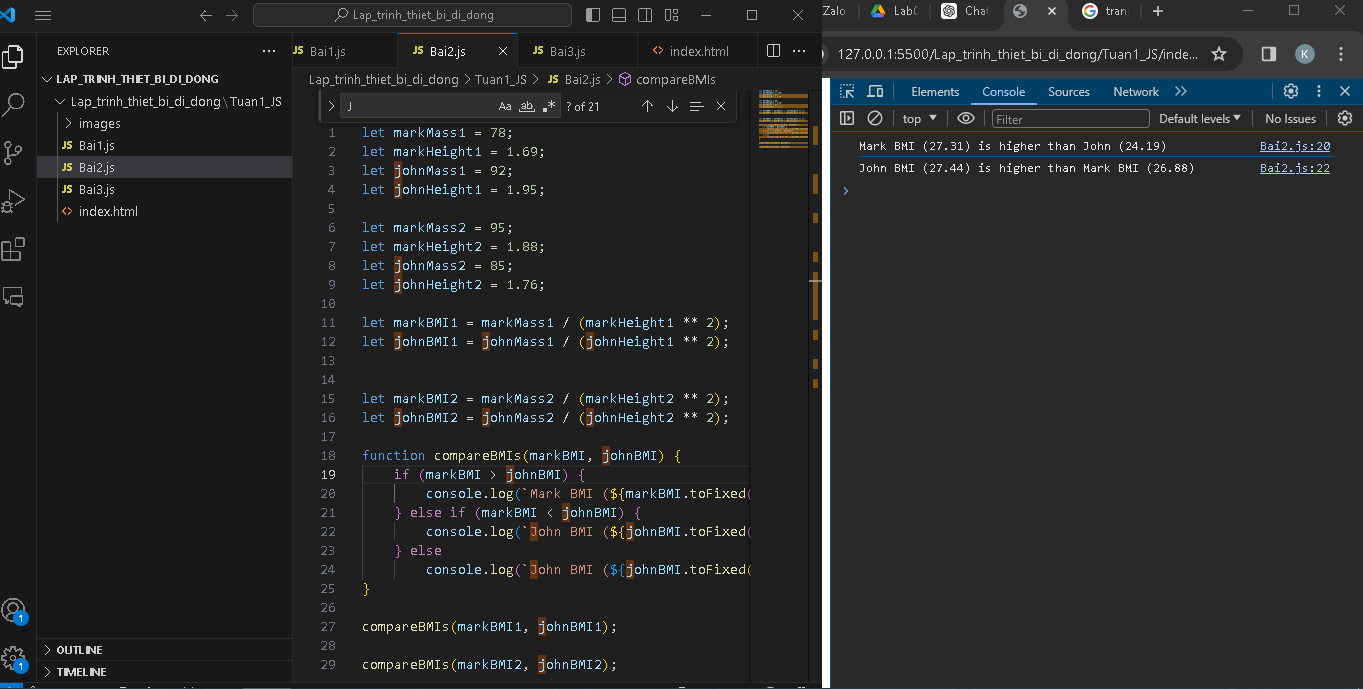 Lap_trinh_thiet_bi_di_dong
Zalo
Chat
tran
EXPLORER
LAP_TRINH_THIET_BI_DI_DONG
Lap_trinh_thiet_bi_di_dong \ Tuan1_JS
images
JS Bai1.js
JS Bai2.js
JS Bai3.js
<> index.html
OUTLINE
TIMELINE
1
1
JS Bai1.js
JS Bai2.js
JS Bai3.js
<> index.html
Lap_trinh_thiet_bi_di_dong > Tuan1_JS > JS Bai2.js > compareBMIs
J
Aa ab .* ? of 21
1 let markMass1 = 78;
2 let markHeight1 = 1.69;
3 let johnMass1 = 92;
4 let johnHeight1 = 1.95;
5
6 let markMass2 = 95;
7 let markHeight2 = 1.88;
8 let johnMass2 = 85;
9 let johnHeight2 = 1.76;
10
11 let markBMI1 = markMass1 / (markHeight1 ** 2);
12 let johnBMI1 = johnMass1 / (johnHeight1 ** 2);
13
14
15 let markBMI2 = markMass2 / (markHeight2 ** 2);
16 let johnBMI2 = johnMass2 / (johnHeight2 ** 2);
17
18 function compareBMIs(markBMI, johnBMI) {
19 if (markBMI > johnBMI) {
20 console.log(`Mark BMI (${markBMI.toFixed(
21 } else if (markBMI < johnBMI) {
22 console.log(`John BMI (${johnBMI.toFixed(
23 } else
24 console.log(`John BMI (${johnBMI.toFixed(
25 }
26
27 compareBMIs(markBMI1, johnBMI1);
28
29 compareBMIs(markBMI2, johnBMI2);
127.0.0.1:5500/Lap_trinh_thiet_bi_di_dong/Tuan1_JS/inde...
K
Elements Console Sources Network
top Filter Default levels No Issues
Mark BMI (27.31) is higher than John (24.19) Bai2.js:20
John BMI (27.44) is higher than Mark BMI (26.88) Bai2.js:22